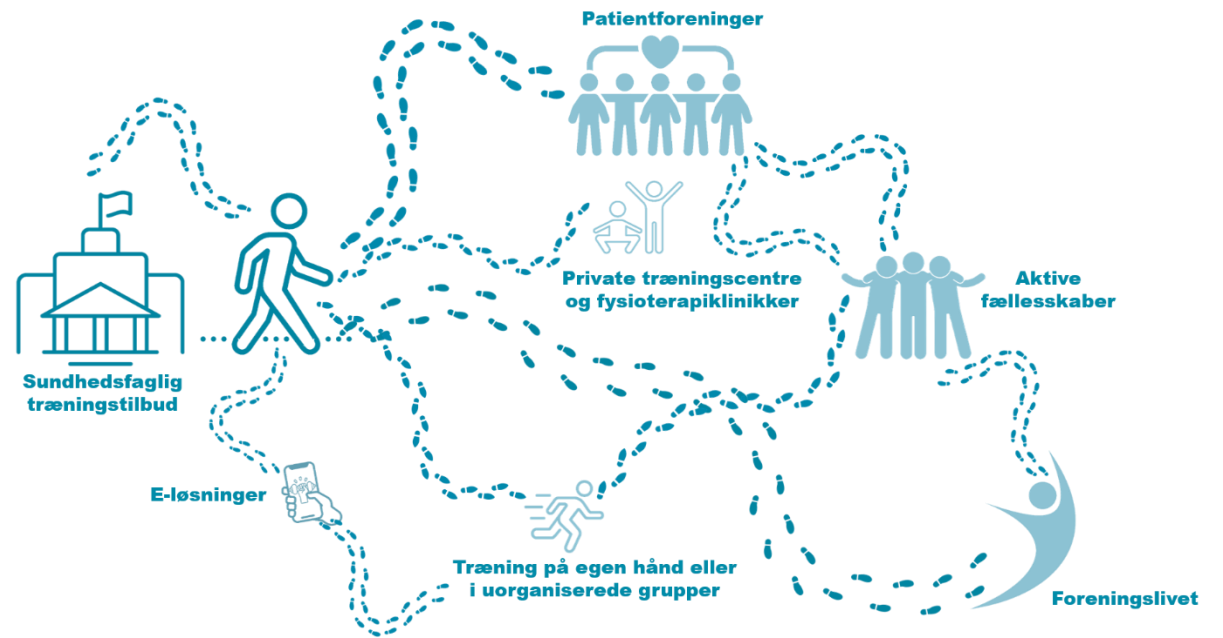 Patientforeninger
Private træningscentre
og fysioterapiklinikker
Aktive
fællesskaber
Sundhedsfaglig
træningstilbud
E-løsninger
Træning på egen hånd eller
i uorganiserede grupper
Foreningslivet